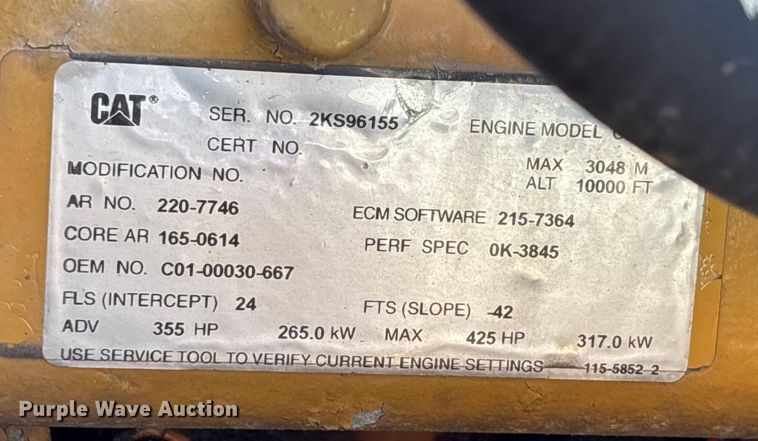 CAT® SER. NO. 2KS96155 ENGINE MODEL
CERT NO.
MAX 3048 M
MODIFICATION NO.
ALT 10000 FT
AR NO. 220-7746 ECM SOFTWARE 215-7364
CORE AR 165-0614 PERF SPEC 0K-3845
OEM NO. C01-00030-667
FLS (INTERCEPT) 24 FTS (SLOPE) -42
ADV 355 HP 265.0 kW MAX 425 HP 317.0 kW
USE SERVICE TOOL TO VERIFY CURRENT ENGINE SETTINGS 115-5852 2
Purple Wave Auction